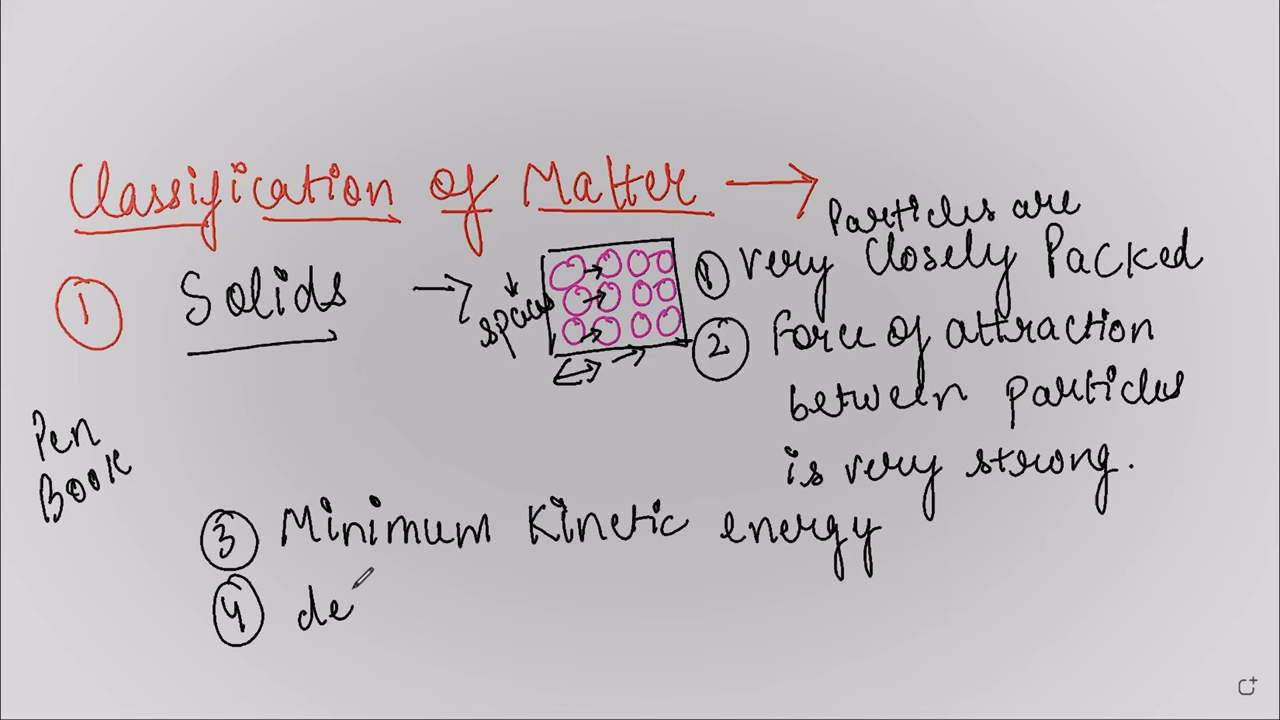 Classification of Matter →
① Solids →
spaces
Particles are
① very closely Packed
② Force of attraction
between particles
is very strong.
Pen
Book
③ Minimum Kinetic energy
④ de